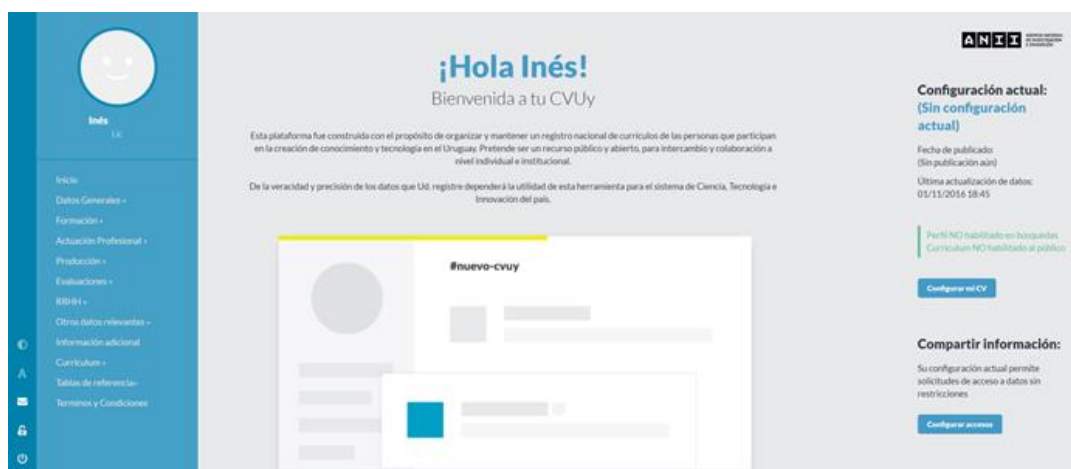 Inés
Lic
Inicio
Datos Generales
Formación
Actuación Profesional
Producción
Evaluaciones
RRHH
Otros datos relevantes
Información adicional
Curriculum
Tablas de referencia
Terminos y Condiciones
A
¡Hola Inés!
Bienvenida a tu CVUy
Esta plataforma fue construida con el propósito de organizar y mantener un registro nacional de currículos de las personas que participan
en la creación de conocimiento y tecnología en el Uruguay. Pretende ser un recurso público y abierto, para intercambio y colaboración a
nivel individual e institucional.
De la veracidad y precisión de los datos que Ud. registre dependerá la utilidad de esta herramienta para el sistema de Ciencia, Tecnología e
Innovación del país.
#nuevo-cvuy
ANII
Configuración actual:
(Sin configuración
actual)
Fecha de publicado:
(Sin publicación aún)
Última actualización de datos:
01/11/2016 18:45
Perfil NO habilitado en búsquedas
Curriculum NO habilitado al público
Configurar mi CV
Compartir información:
Su configuración actual permite
solicitudes de acceso a datos sin
restricciones
Configurar accesos